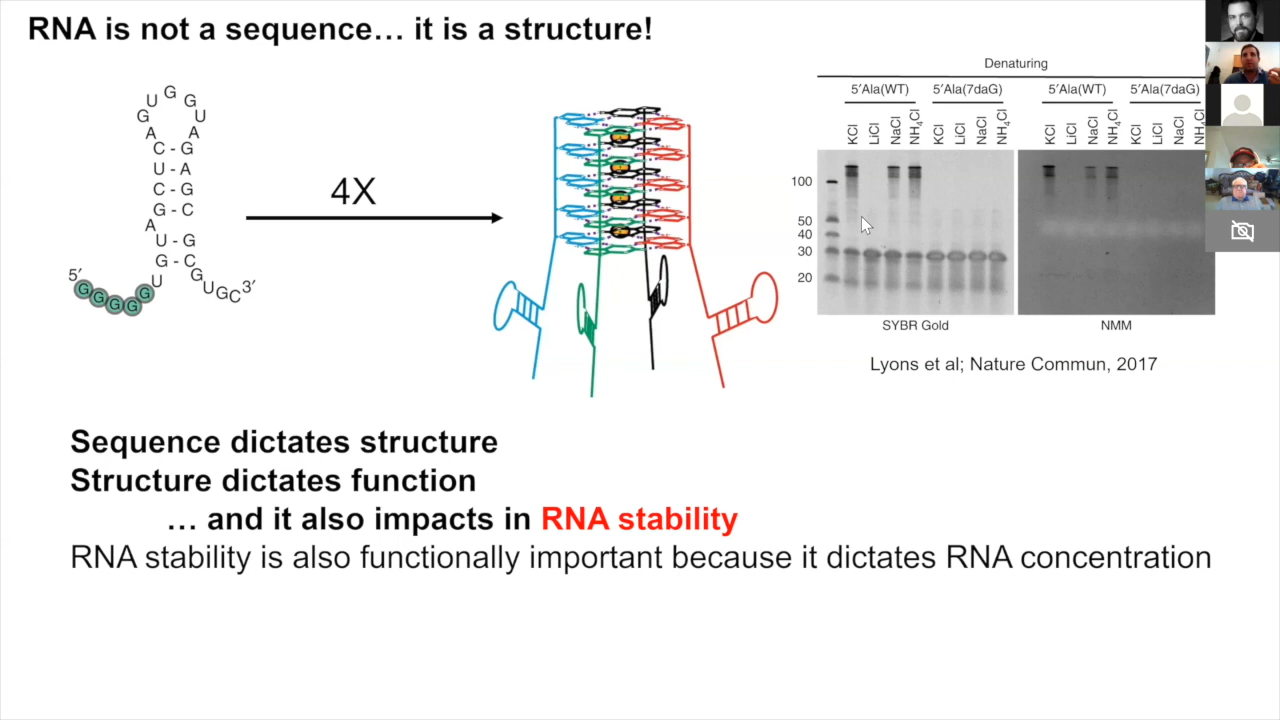 RNA is not a sequence… it is a structure!
U G G
G U
A A
C - G
U - A
C - G
G - C
A
U - G
G - C
5′ G G G G G U G U G C 3′
4X
Denaturing
5′Ala(WT) 5′Ala(7daG) 5′Ala(WT) 5′Ala(7daG)
KCl LiCl NaCl NH4Cl KCl LiCl NaCl NH4Cl KCl LiCl NaCl NH4Cl KCl LiCl NaCl NH4Cl
100
50
40
30
20
SYBR Gold NMM
Lyons et al; Nature Commun, 2017
Sequence dictates structure
Structure dictates function
… and it also impacts in RNA stability
RNA stability is also functionally important because it dictates RNA concentration